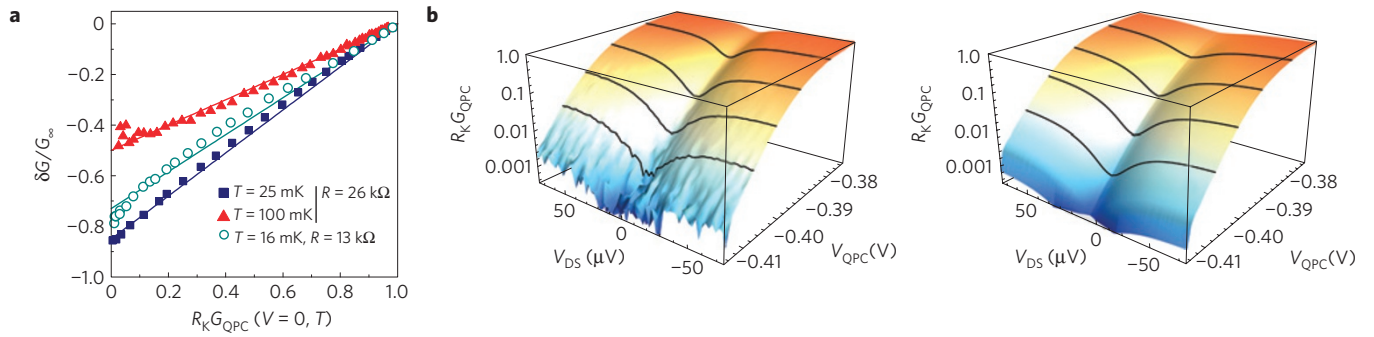 a
δG/G∞
0
−0.2
−0.4
−0.6
−0.8
−1.0
T = 25 mK
T = 100 mK
R = 26 kΩ
T = 16 mK, R = 13 kΩ
0 0.2 0.4 0.6 0.8 1.0
RKGQPC (V = 0, T)
b
RKGQPC
1.0
0.1
0.01
0.001
50
0
−50
VDS (μV)
−0.38
−0.39
−0.40
−0.41
VQPC(V)
RKGQPC
1.0
0.1
0.01
0.001
50
0
−50
VDS (μV)
−0.38
−0.39
−0.40
−0.41
VQPC(V)